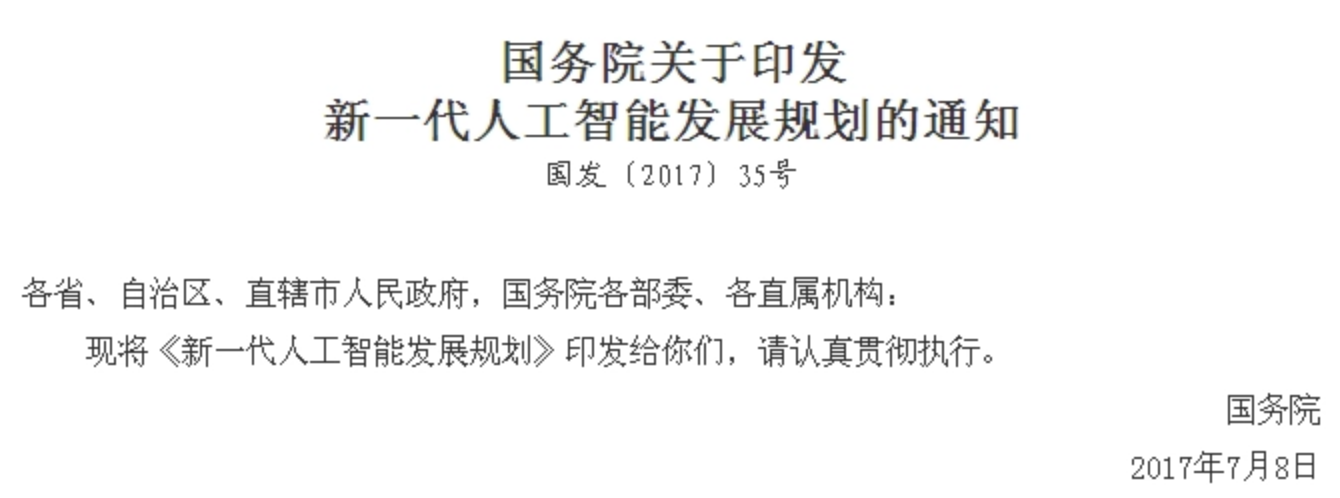 国务院关于印发
新一代人工智能发展规划的通知
国发〔2017〕35号
各省、自治区、直辖市人民政府，国务院各部委、各直属机构：
现将《新一代人工智能发展规划》印发给你们，请认真贯彻执行。
国务院
2017年7月8日